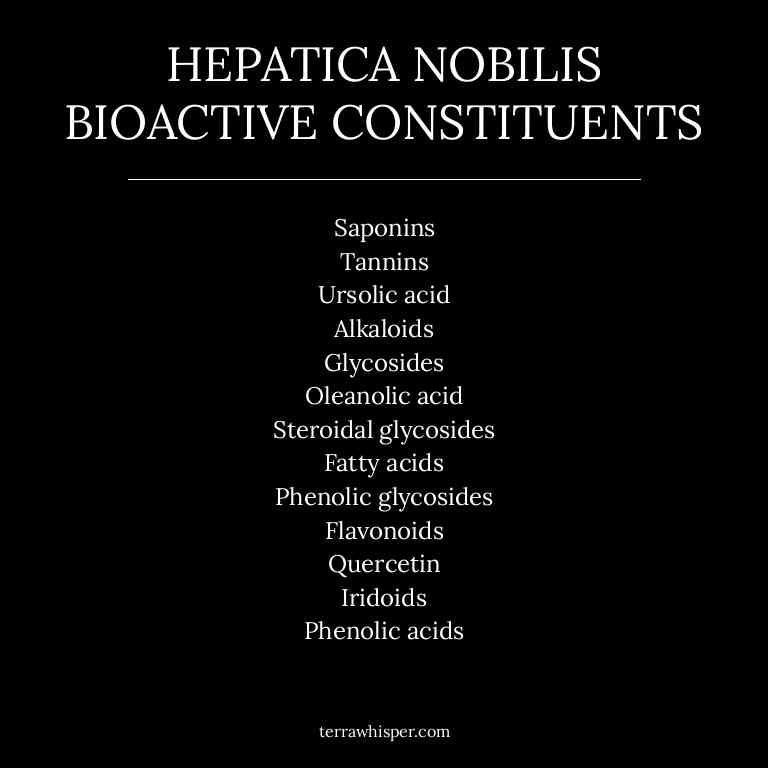 HEPATICA NOBILIS
BIOACTIVE CONSTITUENTS
Saponins
Tannins
Ursolic acid
Alkaloids
Glycosides
Oleanolic acid
Steroidal glycosides
Fatty acids
Phenolic glycosides
Flavonoids
Quercetin
Iridoids
Phenolic acids
terrawhisper.com